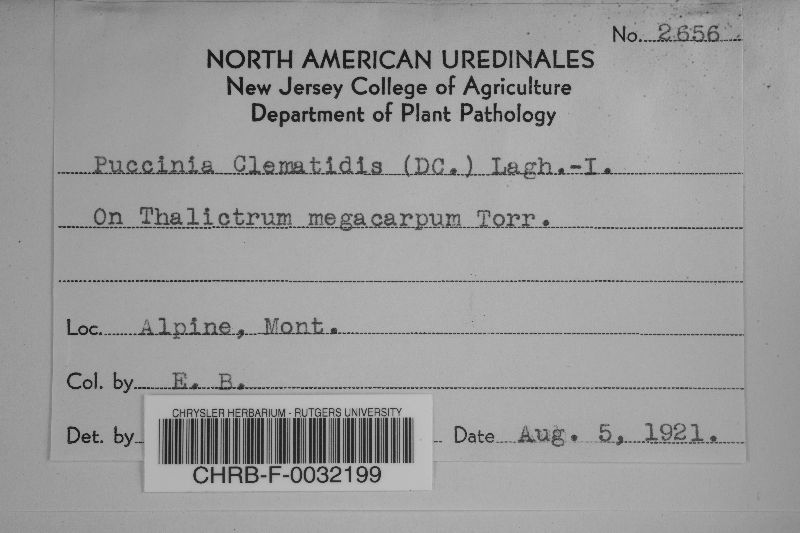 No. 2656
NORTH AMERICAN UREDINALES
New Jersey College of Agriculture
Department of Plant Pathology
Puccinia Clematidis (DC.) Lagh.-I.
On Thalictrum megacarpum Torr.
Loc. Alpine, Mont.
Col. by E. B.
Det. by
Date Aug. 5, 1921.
CHRYSLER HERBARIUM - RUTGERS UNIVERSITY
CHRB-F-0032199